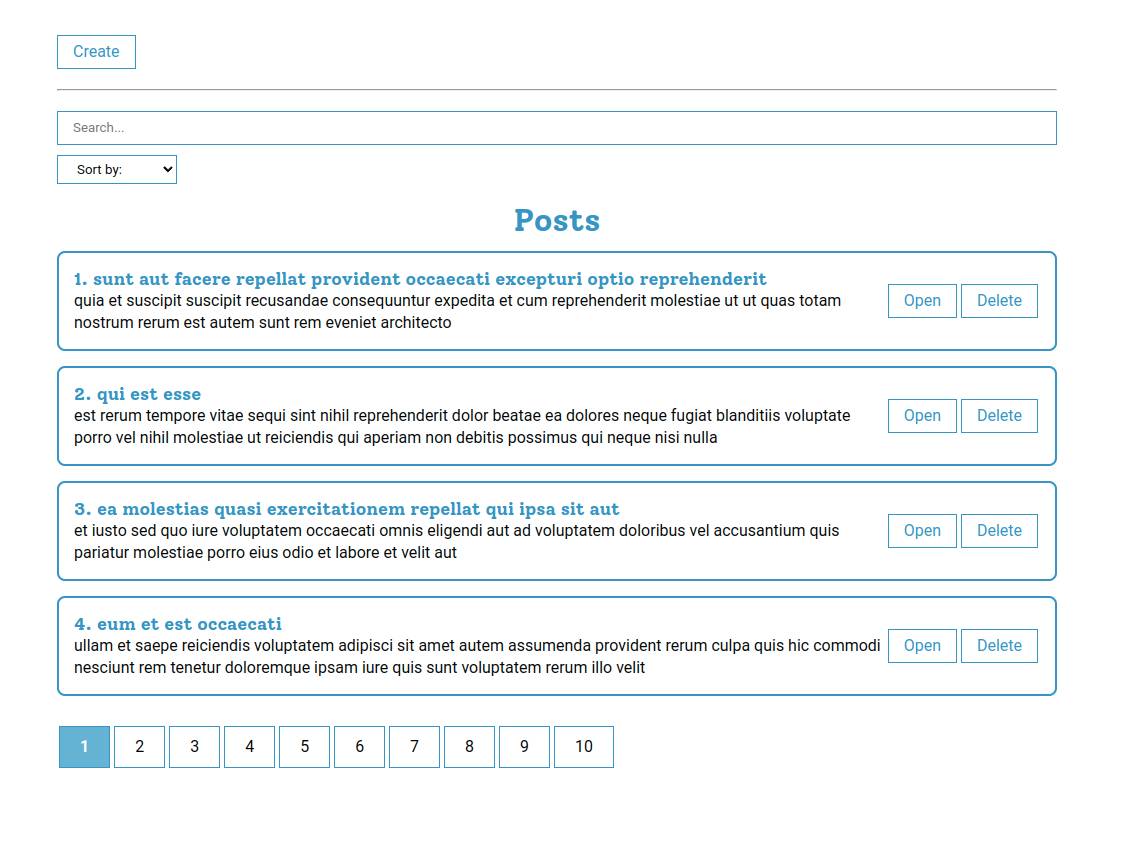 Create
Search...
Sort by:
Posts
1. sunt aut facere repellat provident occaecati excepturi optio reprehenderit
quia et suscipit suscipit recusandae consequuntur expedita et cum reprehenderit molestiae ut ut quas totam
nostrum rerum est autem sunt rem eveniet architecto
Open Delete
2. qui est esse
est rerum tempore vitae sequi sint nihil reprehenderit dolor beatae ea dolores neque fugiat blanditiis voluptate
porro vel nihil molestiae ut reiciendis qui aperiam non debitis possimus qui neque nisi nulla
Open Delete
3. ea molestias quasi exercitationem repellat qui ipsa sit aut
et iusto sed quo iure voluptatem occaecati omnis eligendi aut ad voluptatem doloribus vel accusantium quis
pariatur molestiae porro eius odio et labore et velit aut
Open Delete
4. eum et est occaecati
ullam et saepe reiciendis voluptatem adipisci sit amet autem assumenda provident rerum culpa quis hic commodi
nesciunt rem tenetur doloremque ipsam iure quis sunt voluptatem rerum illo velit
Open Delete
1 2 3 4 5 6 7 8 9 10